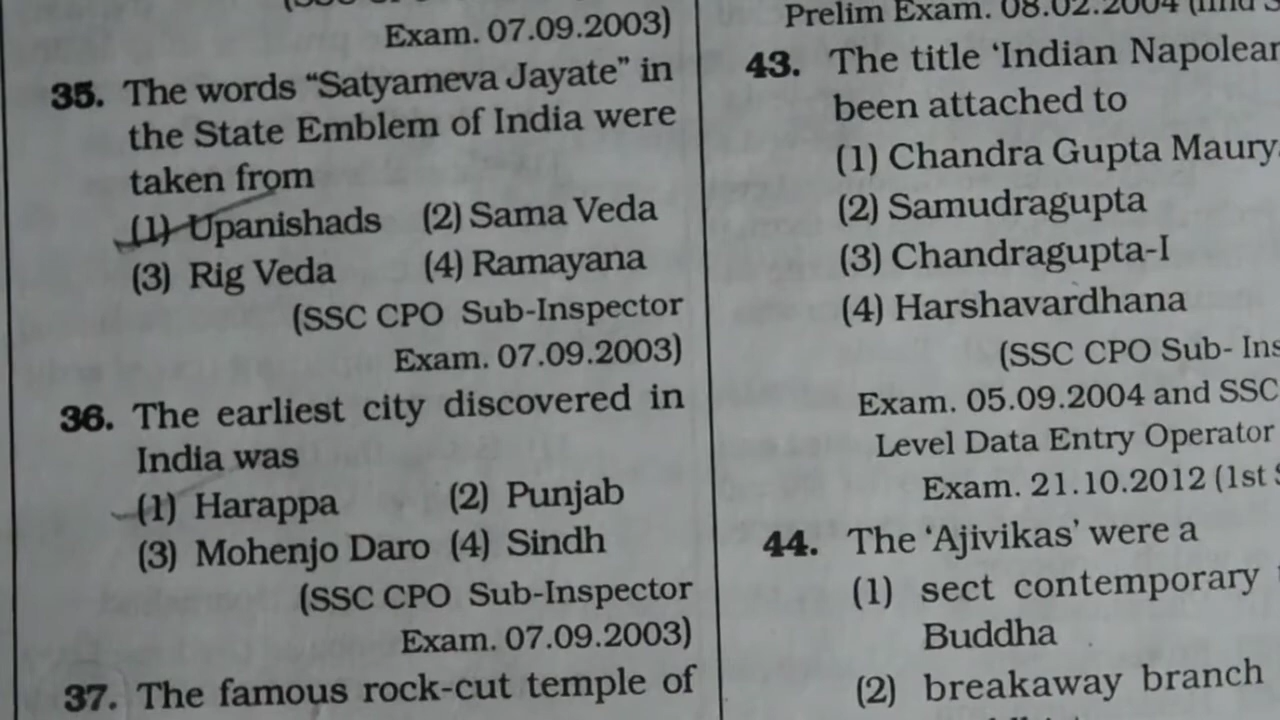 Exam. 07.09.2003)
35. The words “Satyameva Jayate” in
the State Emblem of India were
taken from
(1) Upanishads (2) Sama Veda
(3) Rig Veda (4) Ramayana
(SSC CPO Sub-Inspector
Exam. 07.09.2003)
36. The earliest city discovered in
India was
(1) Harappa (2) Punjab
(3) Mohenjo Daro (4) Sindh
(SSC CPO Sub-Inspector
Exam. 07.09.2003)
37. The famous rock-cut temple of
Prelim Exam. 08.02.2004
43. The title ‘Indian Napolean
been attached to
(1) Chandra Gupta Maury
(2) Samudragupta
(3) Chandragupta-I
(4) Harshavardhana
(SSC CPO Sub- Ins
Exam. 05.09.2004 and SSC
Level Data Entry Operator
Exam. 21.10.2012 (1st
44. The ‘Ajivikas’ were a
(1) sect contemporary
Buddha
(2) breakaway branch